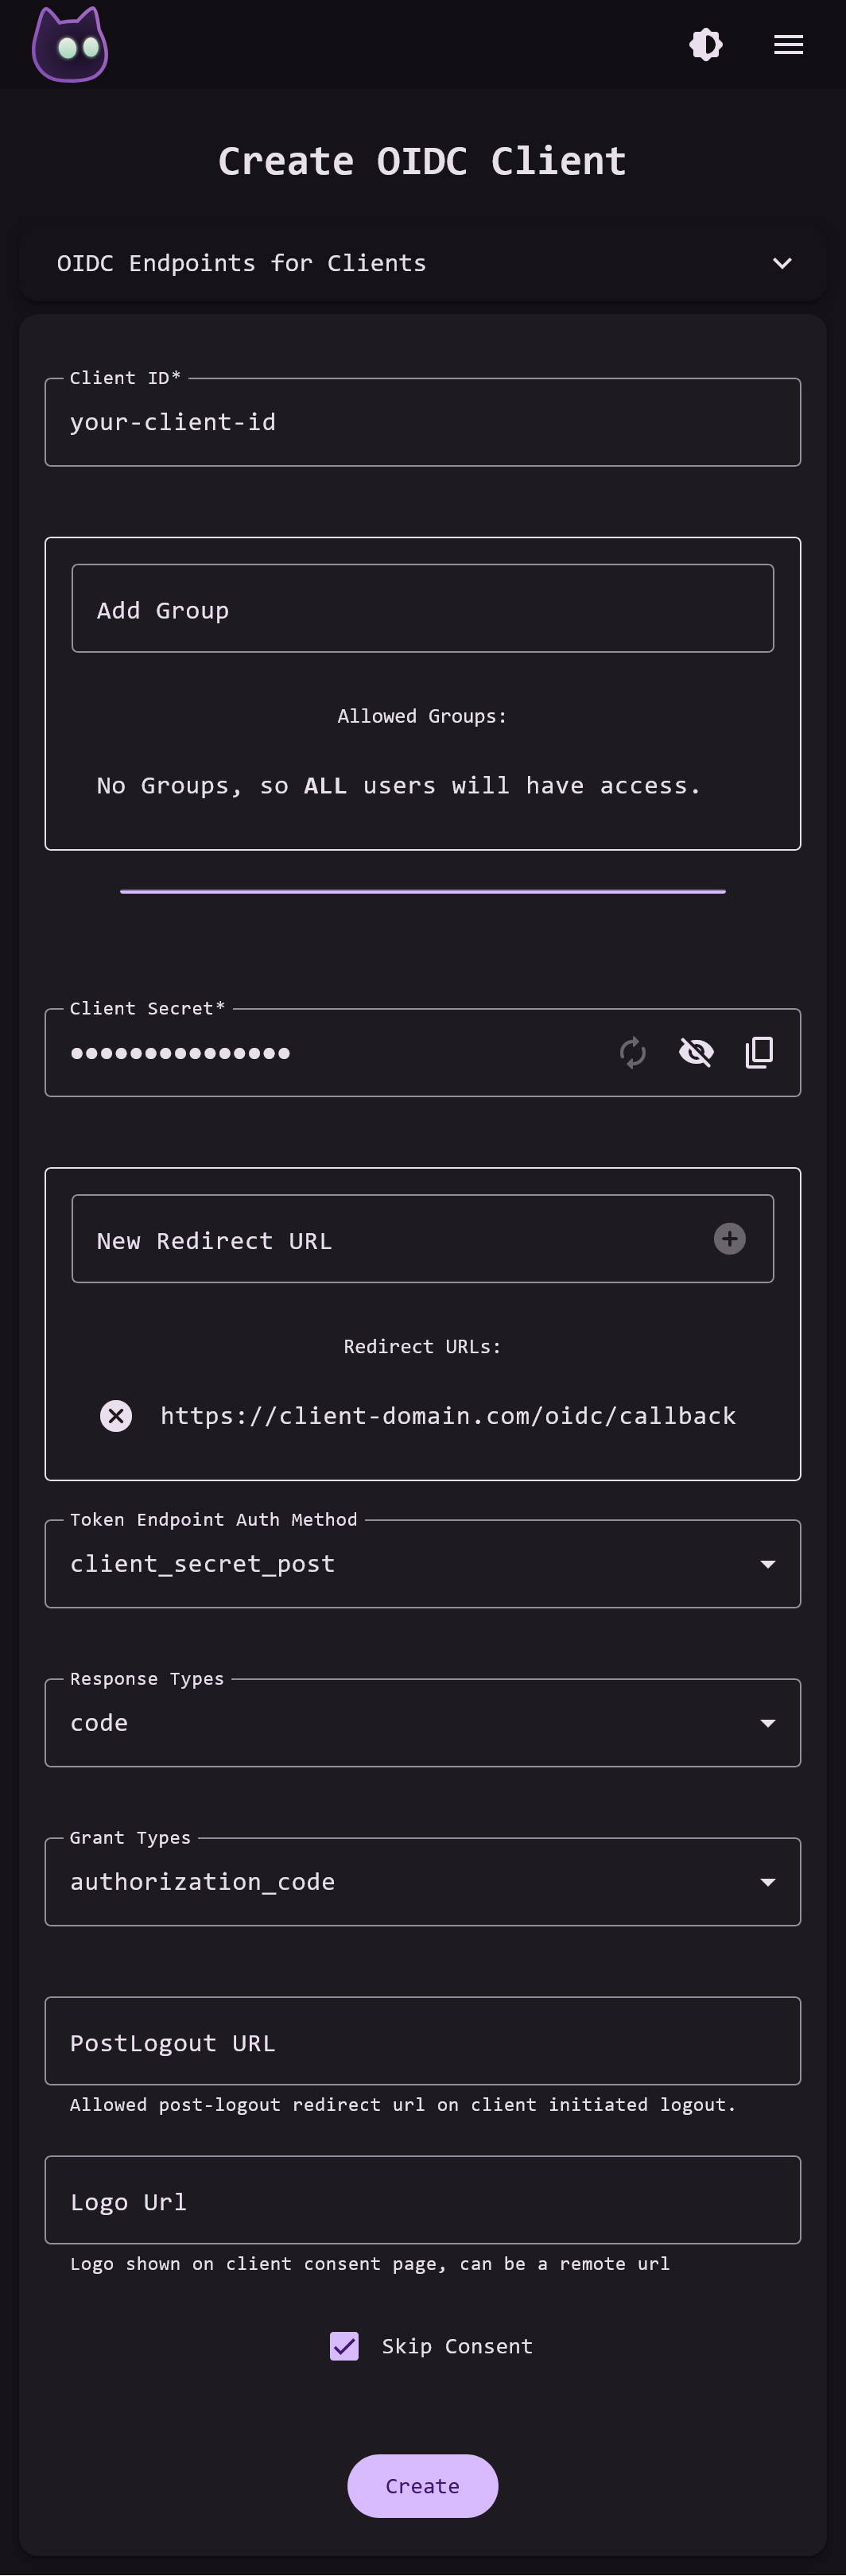 Create OIDC Client
OIDC Endpoints for Clients
Client ID*
your-client-id
Add Group
Allowed Groups:
No Groups, so ALL users will have access.
Client Secret*
•••••••••••••••
New Redirect URL
Redirect URLs:
https://client-domain.com/oidc/callback
Token Endpoint Auth Method
client_secret_post
Response Types
code
Grant Types
authorization_code
PostLogout URL
Allowed post-logout redirect url on client initiated logout.
Logo Url
Logo shown on client consent page, can be a remote url
Skip Consent
Create